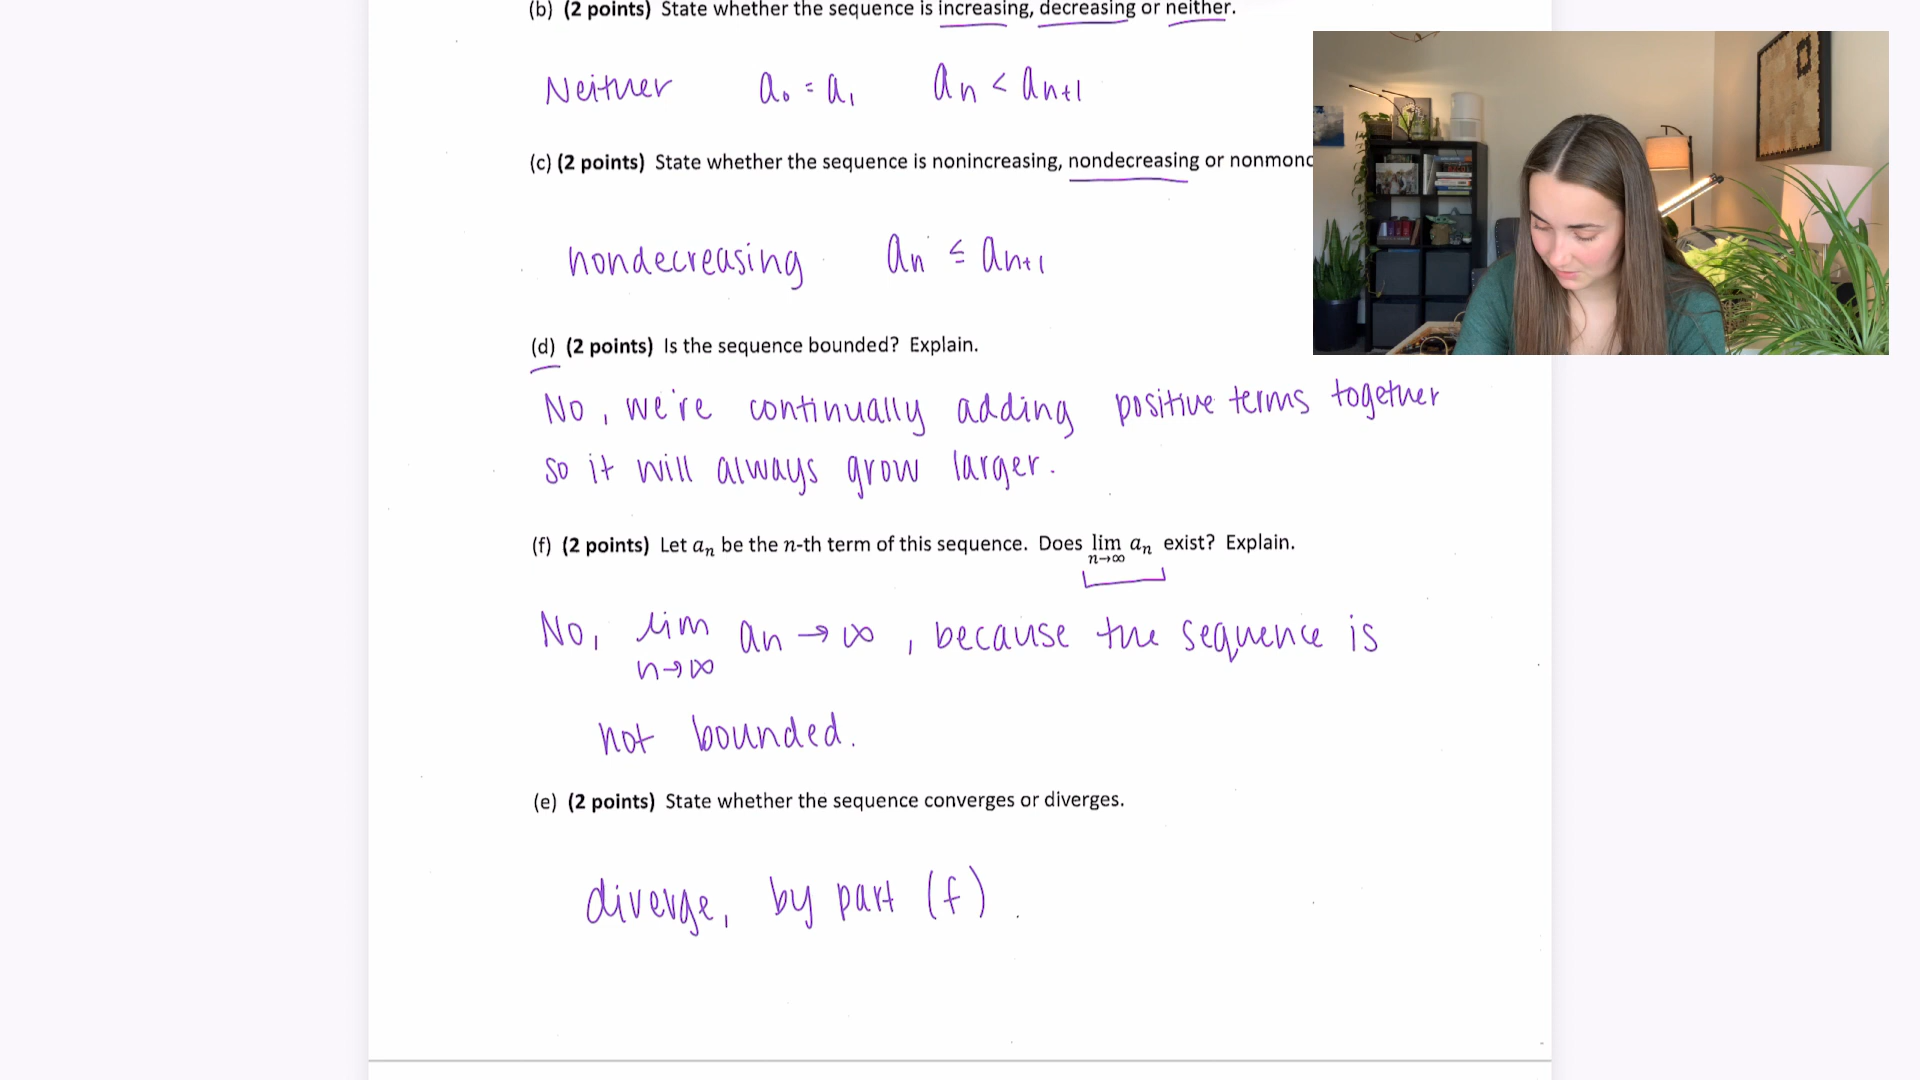 (b) (2 points) State whether the sequence is increasing, decreasing or neither.
Neither a₀ = a₁ aₙ < aₙ₊₁
(c) (2 points) State whether the sequence is nonincreasing, nondecreasing or nonmono
nondecreasing aₙ ≤ aₙ₊₁
(d) (2 points) Is the sequence bounded? Explain.
No, we're continually adding positive terms together
so it will always grow larger.
(f) (2 points) Let aₙ be the n-th term of this sequence. Does lim n→∞ aₙ exist? Explain.
No, lim n→∞ an → ∞, because the sequence is
not bounded.
(e) (2 points) State whether the sequence converges or diverges.
diverge, by part (f).